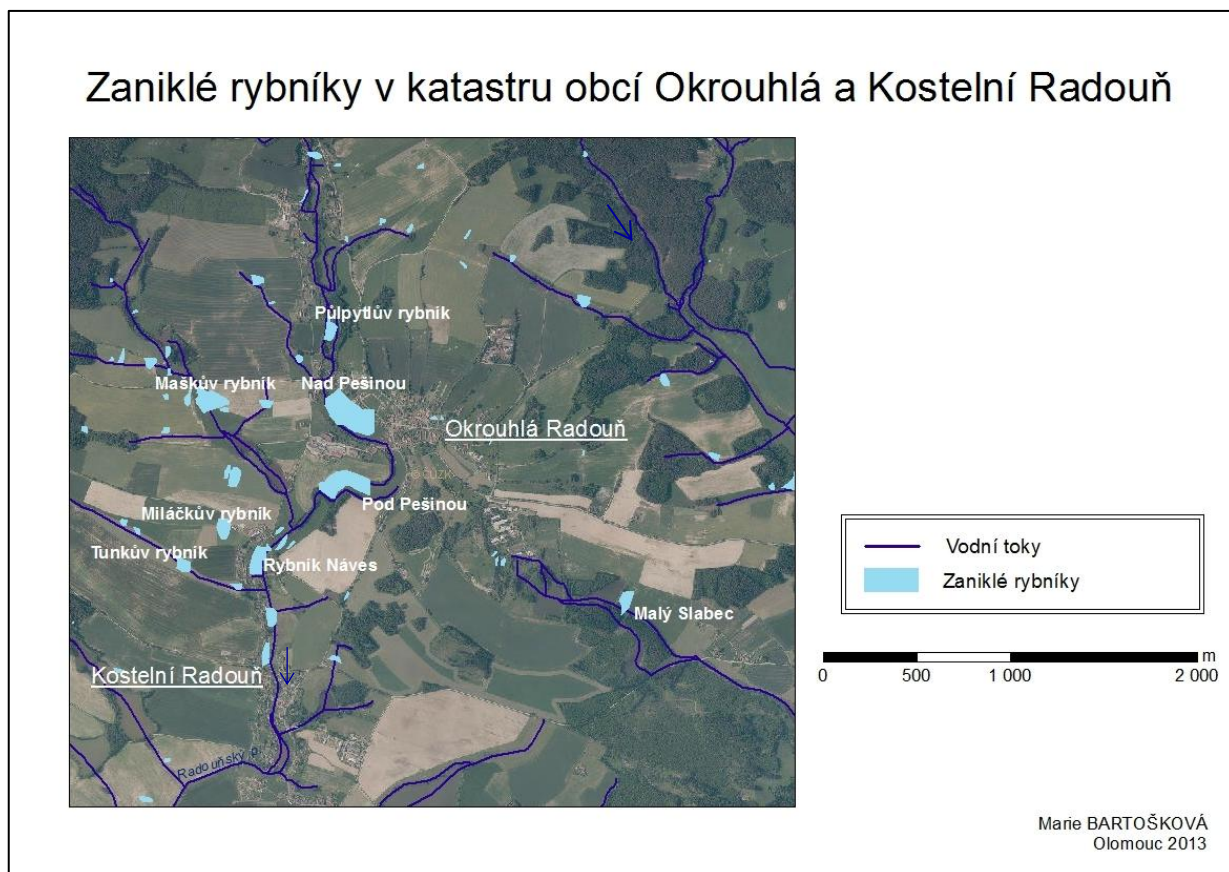 Zaniklé rybníky v katastru obcí Okrouhlá a Kostelní Radouň
Půlpytlův rybník
Maškův rybník
Nad Pešinou
Okrouhlá Radouň
Pod Pešinou
Miláčkův rybník
Tunkův rybník
Rybník Náves
Malý Slabec
Kostelní Radouň
Radouňský p.
Vodní toky
Zaniklé rybníky
m
0 500 1 000 2 000
Marie BARTOŠKOVÁ
Olomouc 2013